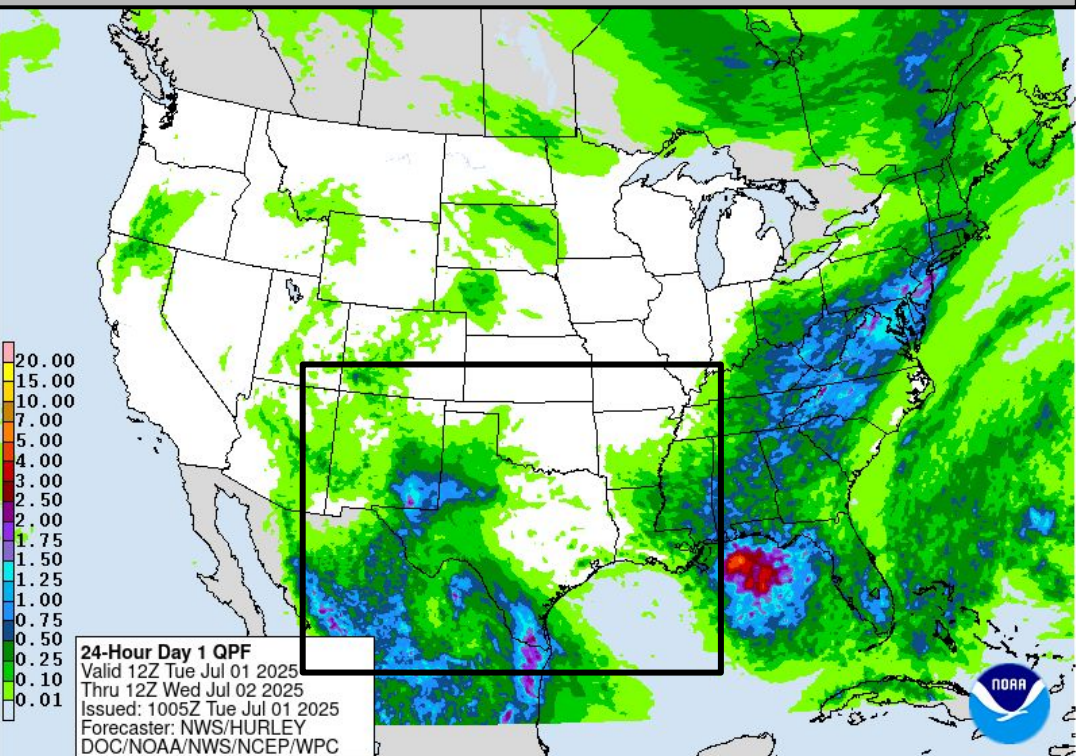 20.00
15.00
10.00
7.00
5.00
4.00
3.00
2.50
2.00
1.75
1.50
1.25
1.00
0.75
0.50
0.25
0.10
0.01
24-Hour Day 1 QPF
Valid 12Z Tue Jul 01 2025
Thru 12Z Wed Jul 02 2025
Issued: 1005Z Tue Jul 01 2025
Forecaster: NWS/HURLEY
DOC/NOAA/NWS/NCEP/WPC
NOAA